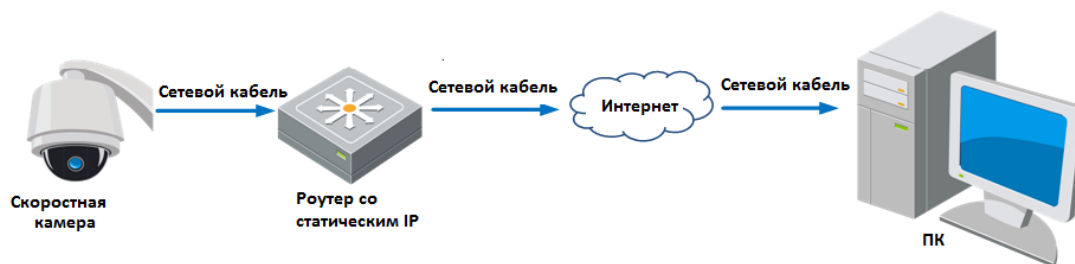 Сетевой кабель
Сетевой кабель
Сетевой кабель
Интернет
Скоростная
камера
Роутер со
статическим IP
ПК